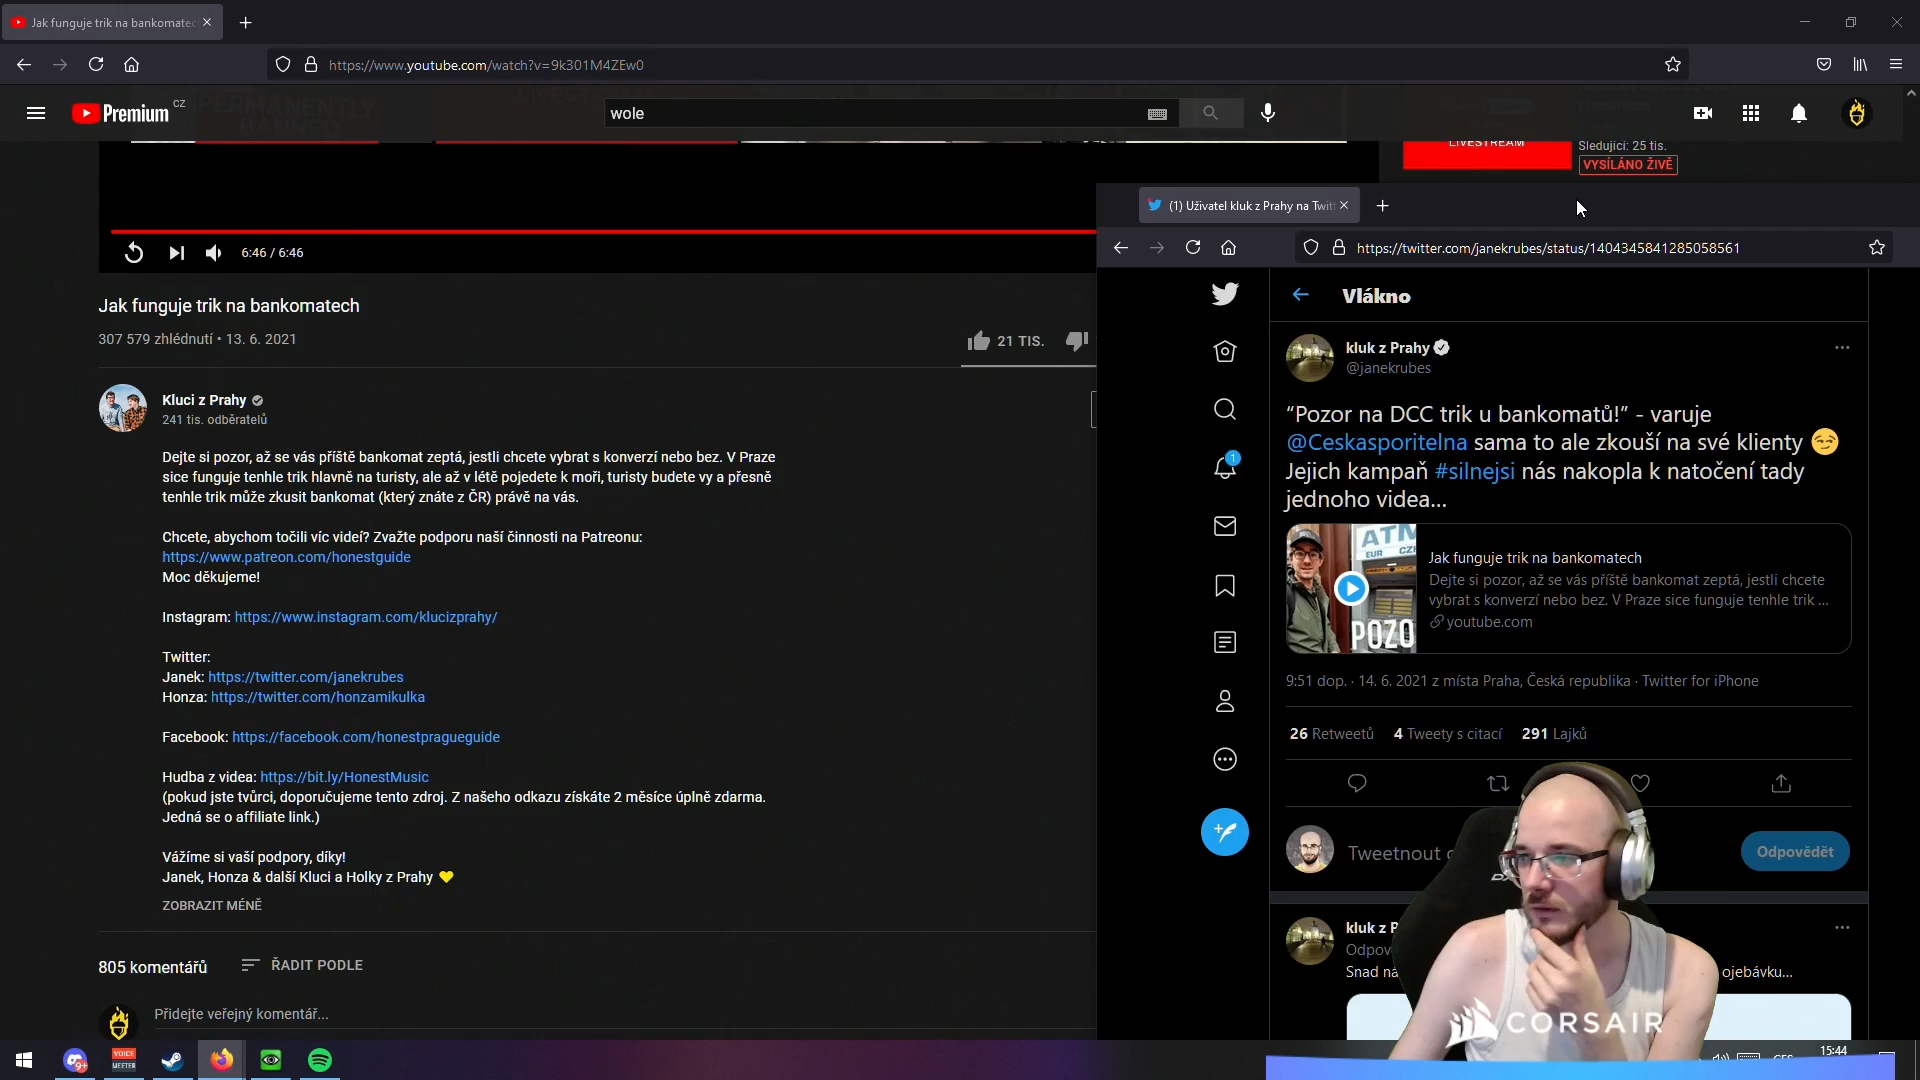 Jak funguje trik na bankomatec
https://www.youtube.com/watch?v=9k301M4ZEw0
Premium CZ
wole
PERMANENTLY
BANNED
LIVESTREAM
Sledující: 25 tis.
VYSÍLÁNO ŽIVĚ
6:46 / 6:46
Jak funguje trik na bankomatech
307 579 zhlédnutí • 13. 6. 2021
21 TIS.
Kluci z Prahy
241 tis. odběratelů
Dejte si pozor, až se vás příště bankomat zeptá, jestli chcete vybrat s konverzí nebo bez. V Praze
sice funguje tenhle trik hlavně na turisty, ale až v létě pojedete k moři, turisty budete vy a přesně
tenhle trik může zkusit bankomat (který znáte z ČR) právě na vás.
Chcete, abychom točili víc videí? Zvažte podporu naší činnosti na Patreonu:
https://www.patreon.com/honestguide
Moc děkujeme!
Instagram: https://www.instagram.com/klucizprahy/
Twitter:
Janek: https://twitter.com/janekrubes
Honza: https://twitter.com/honzamikulka
Facebook: https://facebook.com/honestpragueguide
Hudba z videa: https://bit.ly/HonestMusic
(pokud jste tvůrci, doporučujeme tento zdroj. Z našeho odkazu získáte 2 měsíce úplně zdarma.
Jedná se o affiliate link.)
Vážíme si vaší podpory, díky!
Janek, Honza & další Kluci a Holky z Prahy 💛
ZOBRAZIT MÉNĚ
805 komentářů
ŘADIT PODLE
Přidejte veřejný komentář...
(1) Uživatel kluk z Prahy na Twitt
https://twitter.com/janekrubes/status/1404345841285058561
Vlákno
kluk z Prahy
@janekrubes
“Pozor na DCC trik u bankomatů!” - varuje
@Ceskasporitelna sama to ale zkouší na své klienty 😏
Jejich kampaň #silnejsi nás nakopla k natočení tady
jednoho videa...
ATM
EUR CZ
POZO
Jak funguje trik na bankomatech
Dejte si pozor, až se vás příště bankomat zeptá, jestli chcete
vybrat s konverzí nebo bez. V Praze sice funguje tenhle trik ...
youtube.com
9:51 dop. · 14. 6. 2021 z místa Praha, Česká republika · Twitter for iPhone
26 Retweetů 4 Tweety s citací 291 Lajků
1
Tweetnout
Odpovědět
kluk z P
Odpov
Snad na ojebávku...
CORSAIR
9+
VOICE
MEETER
15:44